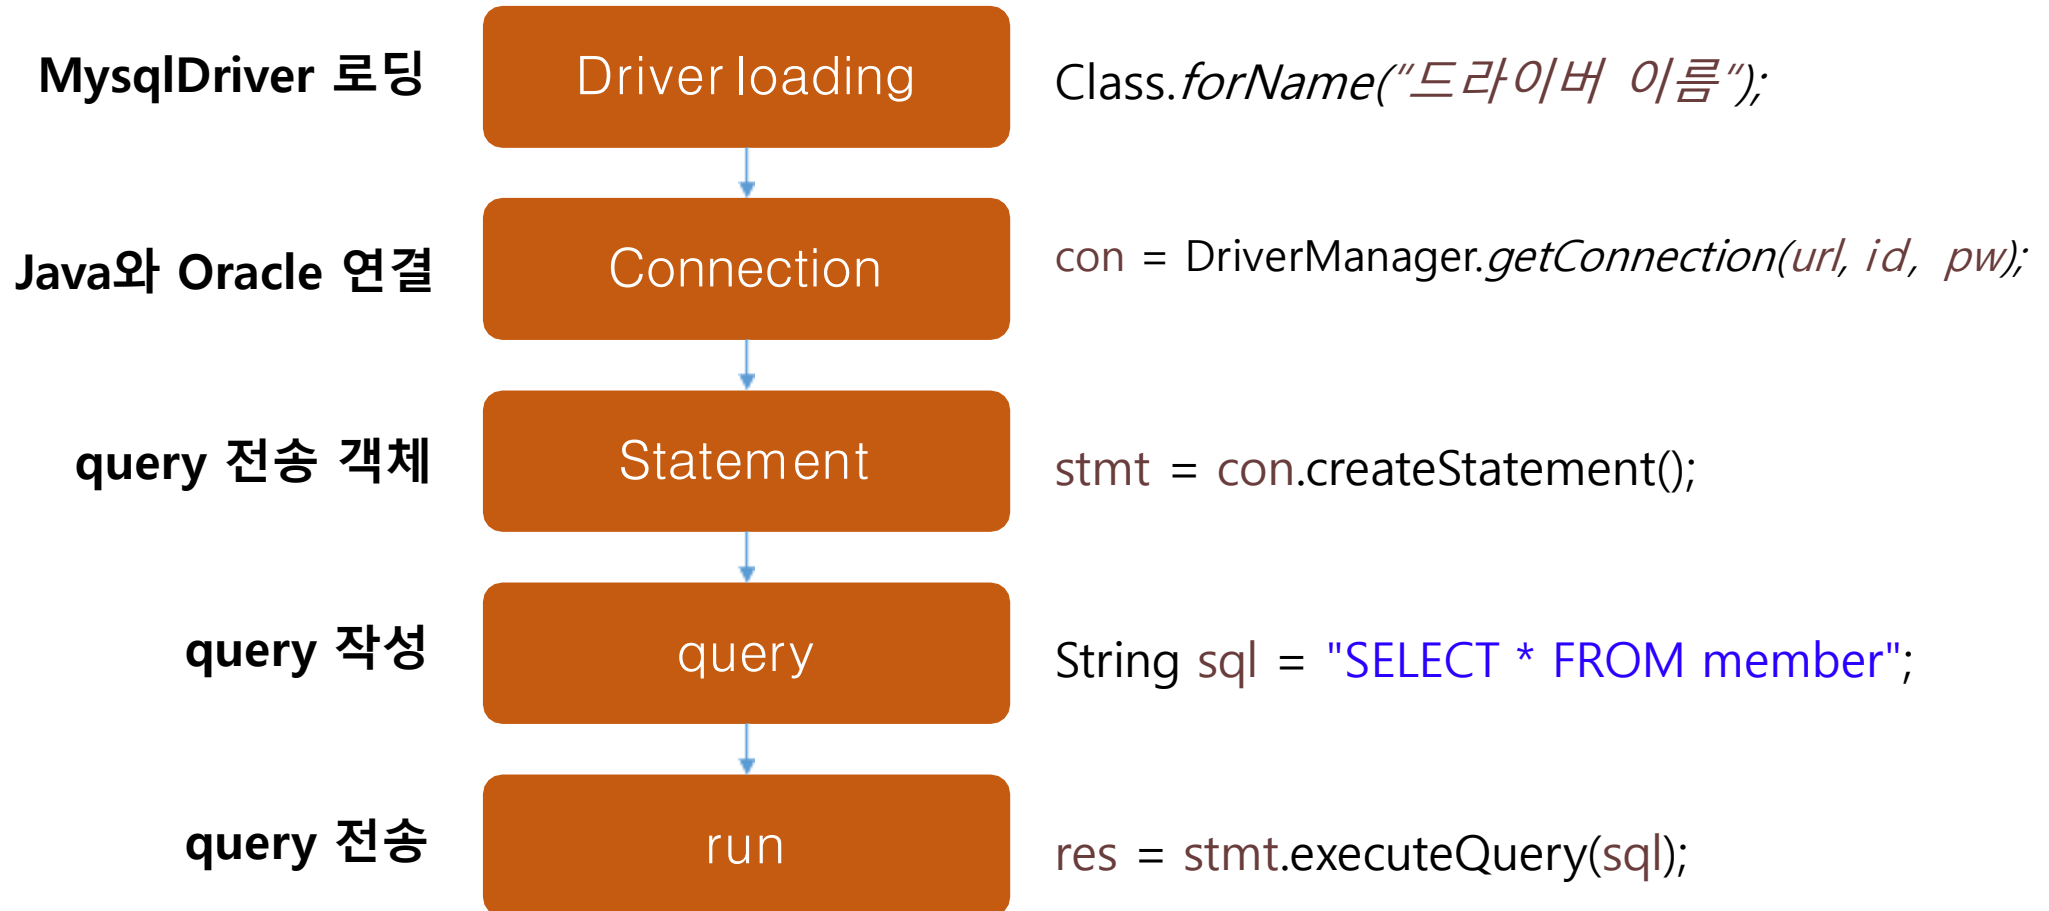 MysqlDriver 로딩
Driver loading
Class.forName("드라이버 이름");
Java와 Oracle 연결
Connection
con = DriverManager.getConnection(url, id, pw);
query 전송 객체
Statement
stmt = con.createStatement();
query 작성
query
String sql = "SELECT * FROM member";
query 전송
run
res = stmt.executeQuery(sql);